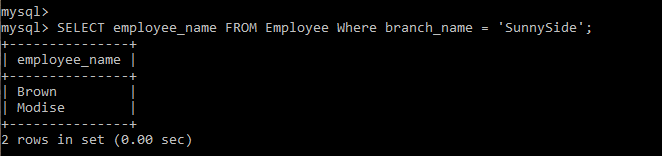 mysql>
mysql> SELECT employee_name FROM Employee Where branch_name = 'SunnySide';
+---------------+
| employee_name |
+---------------+
| Brown         |
| Modise        |
+---------------+
2 rows in set (0.00 sec)